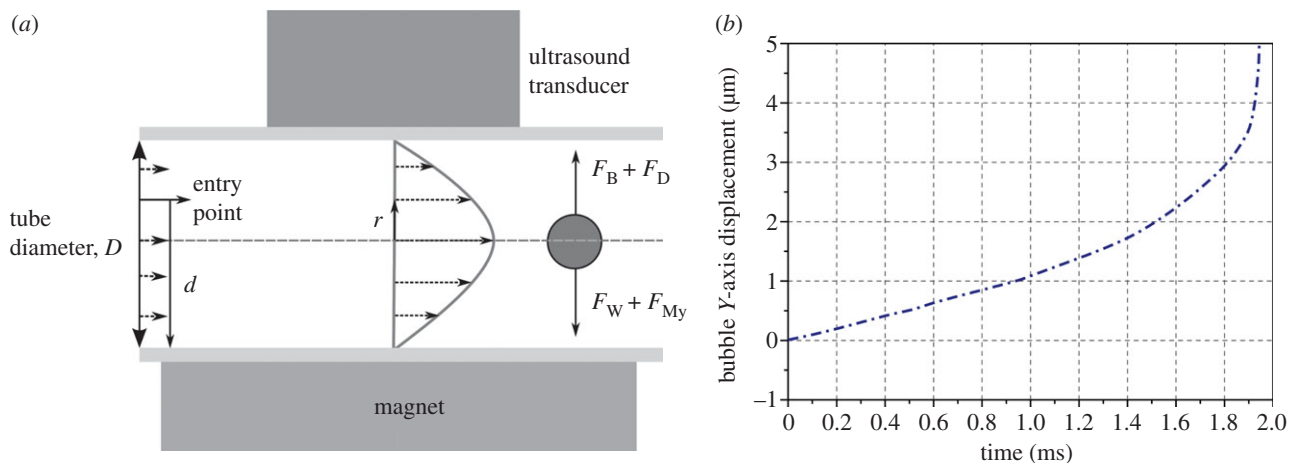 (a)
ultrasound
transducer
entry
point
tube
diameter, D
d
r
F_B + F_D
F_W + F_My
magnet
(b)
bubble Y-axis displacement (µm)
5
4
3
2
1
0
–1
0 0.2 0.4 0.6 0.8 1.0 1.2 1.4 1.6 1.8 2.0
time (ms)